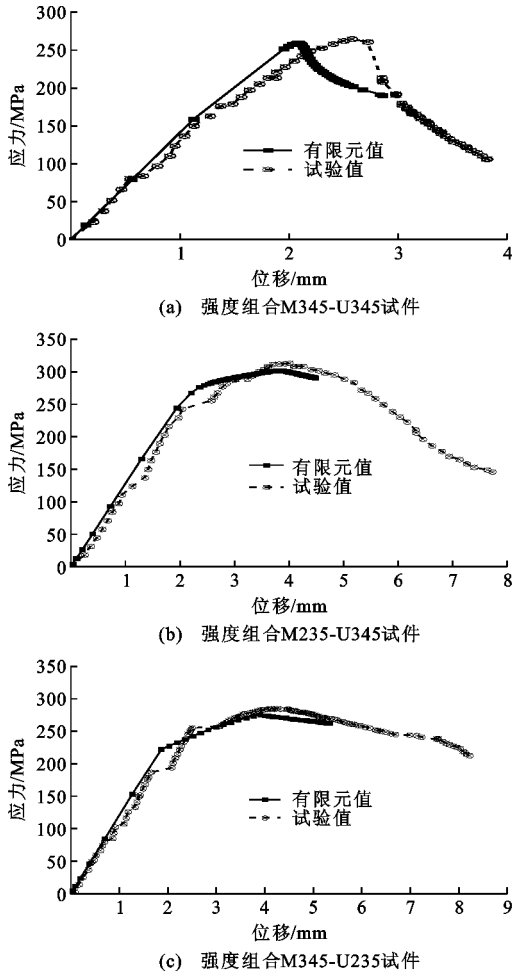 300
250
200
150
100
50
0
应力/MPa
有限元值
试验值
1 2 3 4
位移/mm
(a) 强度组合M345-U345试件
350
300
250
200
150
100
50
0
应力/MPa
有限元值
试验值
1 2 3 4 5 6 7 8
位移/mm
(b) 强度组合M235-U345试件
350
300
250
200
150
100
50
0
应力/MPa
有限元值
试验值
1 2 3 4 5 6 7 8 9
位移/mm
(c) 强度组合M345-U235试件